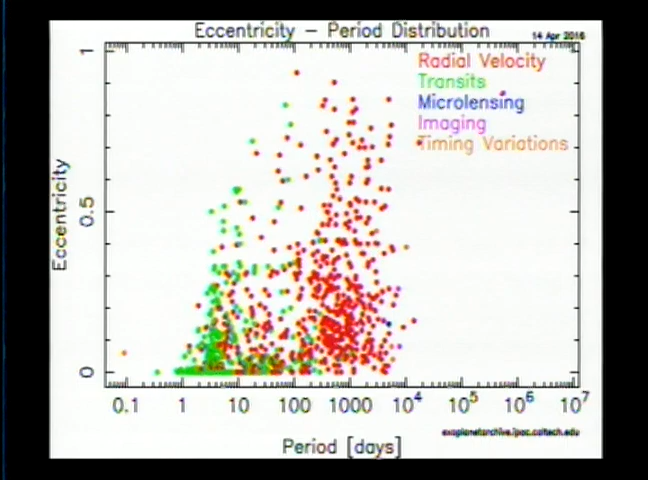 Eccentricity – Period Distribution
14 Apr 2016
1
0.5
0
Eccentricity
Radial Velocity
Transits
Microlensing
Imaging
Timing Variations
0.1 1 10 100 1000 10⁴ 10⁵ 10⁶ 10⁷
exoplanetarchive.ipac.caltech.edu
Period [days]